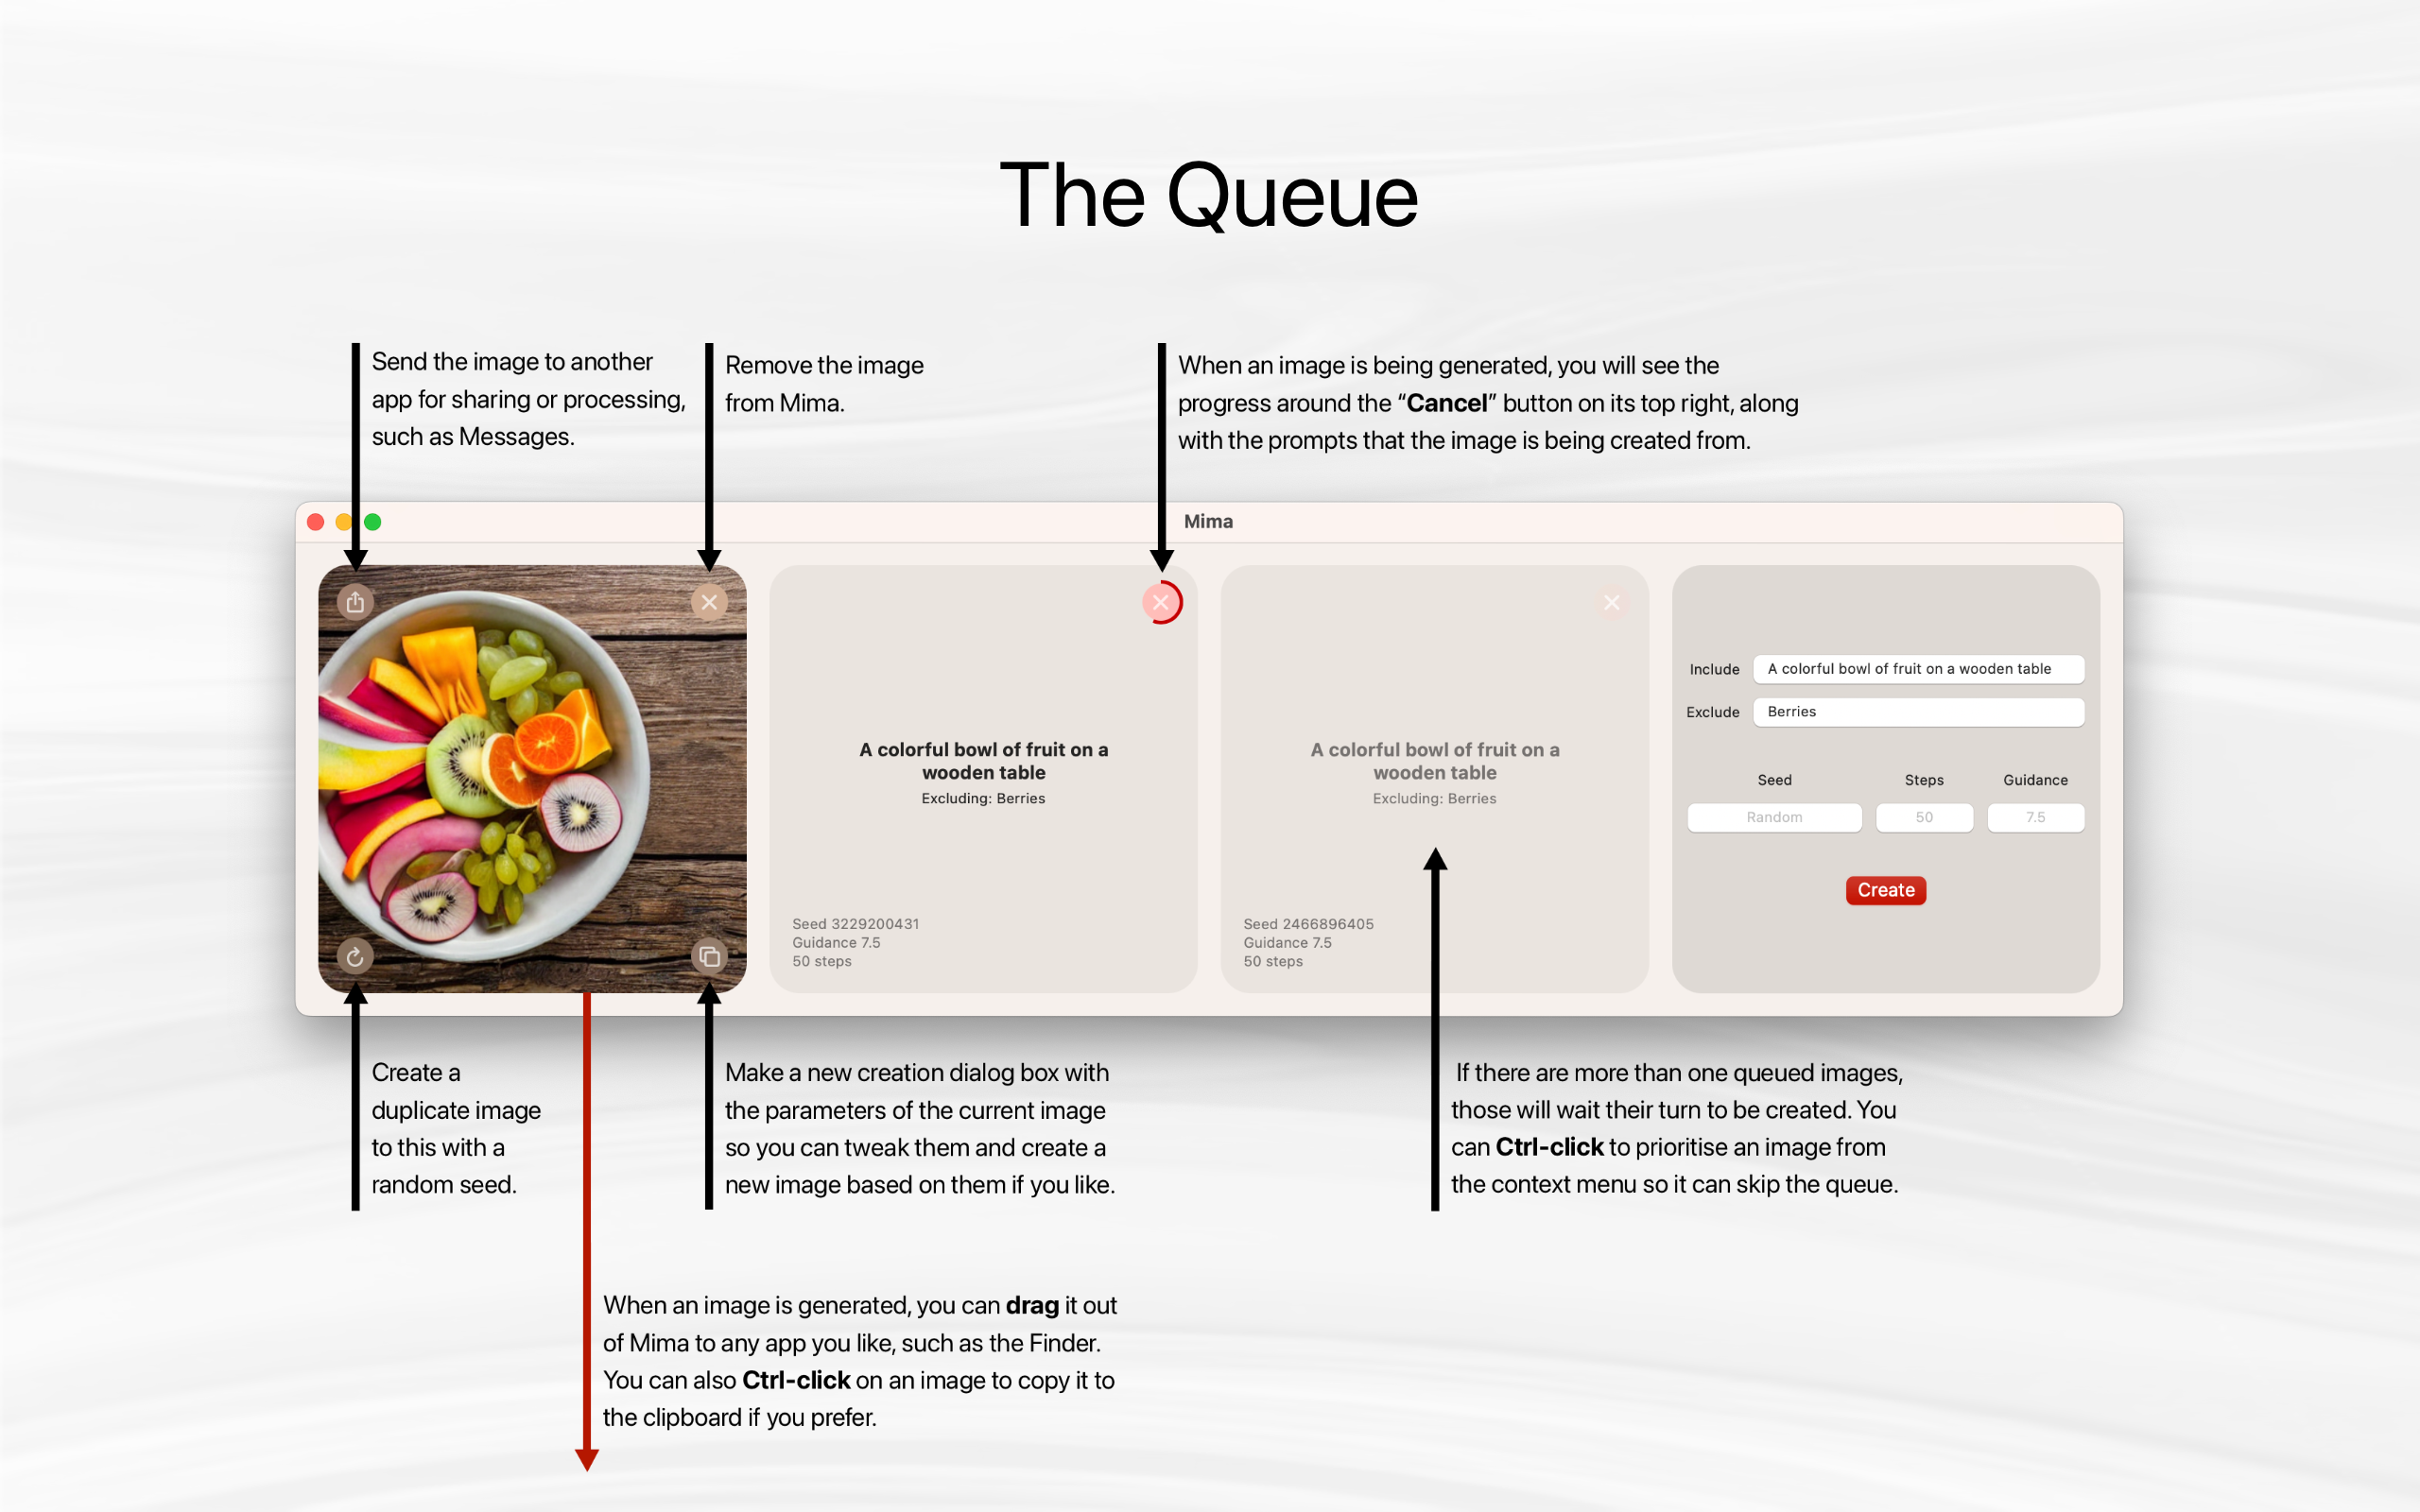 The Queue
Send the image to another
app for sharing or processing,
such as Messages.
Remove the image
from Mima.
When an image is being generated, you will see the
progress around the “Cancel” button on its top right, along
with the prompts that the image is being created from.
Mima
A colorful bowl of fruit on a
wooden table
Excluding: Berries
Seed 3229200431
Guidance 7.5
50 steps
A colorful bowl of fruit on a
wooden table
Excluding: Berries
Seed 2466896405
Guidance 7.5
50 steps
Include A colorful bowl of fruit on a wooden table
Exclude Berries
Seed Steps Guidance
Random 50 7.5
Create
Create a
duplicate image
to this with a
random seed.
Make a new creation dialog box with
the parameters of the current image
so you can tweak them and create a
new image based on them if you like.
If there are more than one queued images,
those will wait their turn to be created. You
can Ctrl-click to prioritise an image from
the context menu so it can skip the queue.
When an image is generated, you can drag it out
of Mima to any app you like, such as the Finder.
You can also Ctrl-click on an image to copy it to
the clipboard if you prefer.